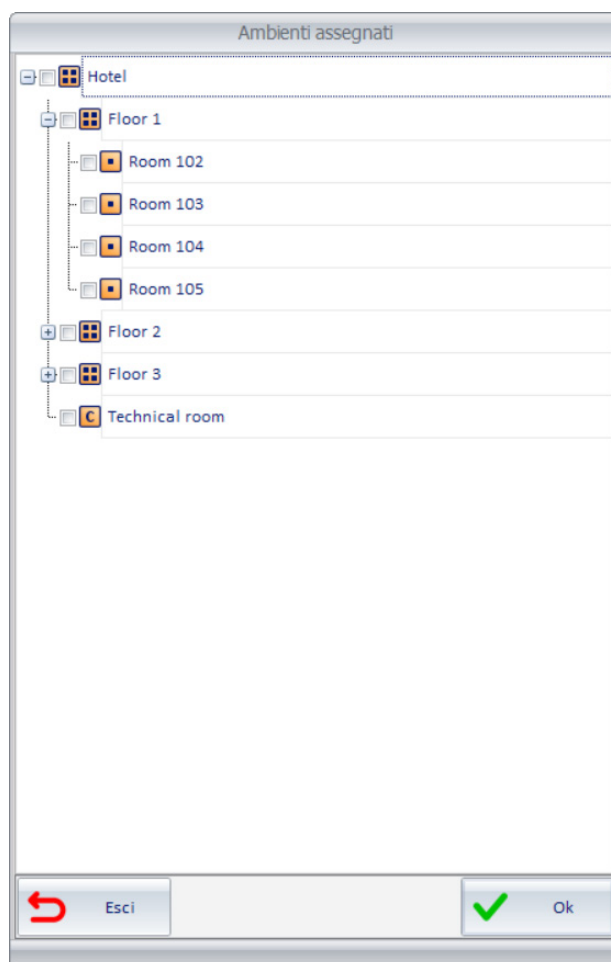 Ambienti assegnati
Hotel
Floor 1
Room 102
Room 103
Room 104
Room 105
Floor 2
Floor 3
C Technical room
Esci
Ok